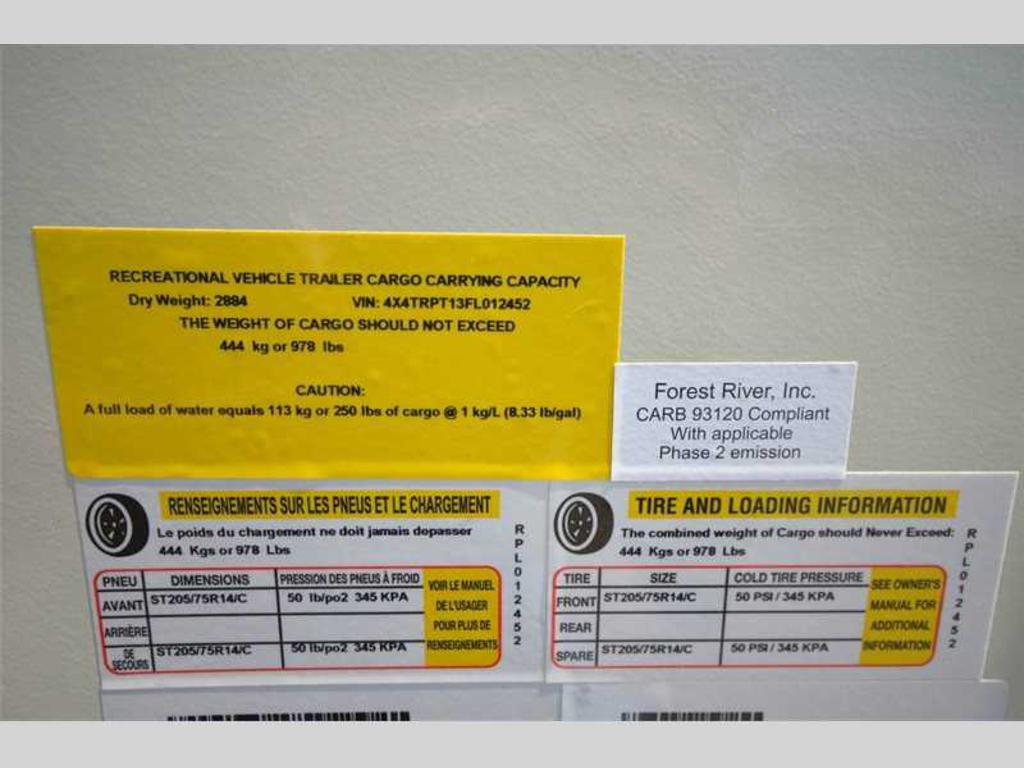 RECREATIONAL VEHICLE TRAILER CARGO CARRYING CAPACITY
Dry Weight: 2884 VIN: 4X4TRPT13FL012452
THE WEIGHT OF CARGO SHOULD NOT EXCEED
444 kg or 978 lbs
CAUTION:
A full load of water equals 113 kg or 250 lbs of cargo @ 1 kg/L (8.33 lb/gal)
Forest River, Inc.
CARB 93120 Compliant
With applicable
Phase 2 emission
RENSEIGNEMENTS SUR LES PNEUS ET LE CHARGEMENT
Le poids du chargement ne doit jamais depasser
444 Kgs or 978 Lbs
PNEU DIMENSIONS PRESSION DES PNEUS À FROID
AVANT ST205/75R14/C 50 lb/po2 345 KPA
ARRIÈRE
DE SECOURS ST205/75R14/C 50 lb/po2 345 KPA
VOIR LE MANUEL
DE L'USAGER
POUR PLUS DE
RENSEIGNEMENTS
RPL012452
TIRE AND LOADING INFORMATION
The combined weight of Cargo should Never Exceed:
444 Kgs or 978 Lbs
TIRE SIZE COLD TIRE PRESSURE
FRONT ST205/75R14/C 50 PSI / 345 KPA
REAR
SPARE ST205/75R14/C 50 PSI / 345 KPA
SEE OWNER'S
MANUAL FOR
ADDITIONAL
INFORMATION
RPL012452